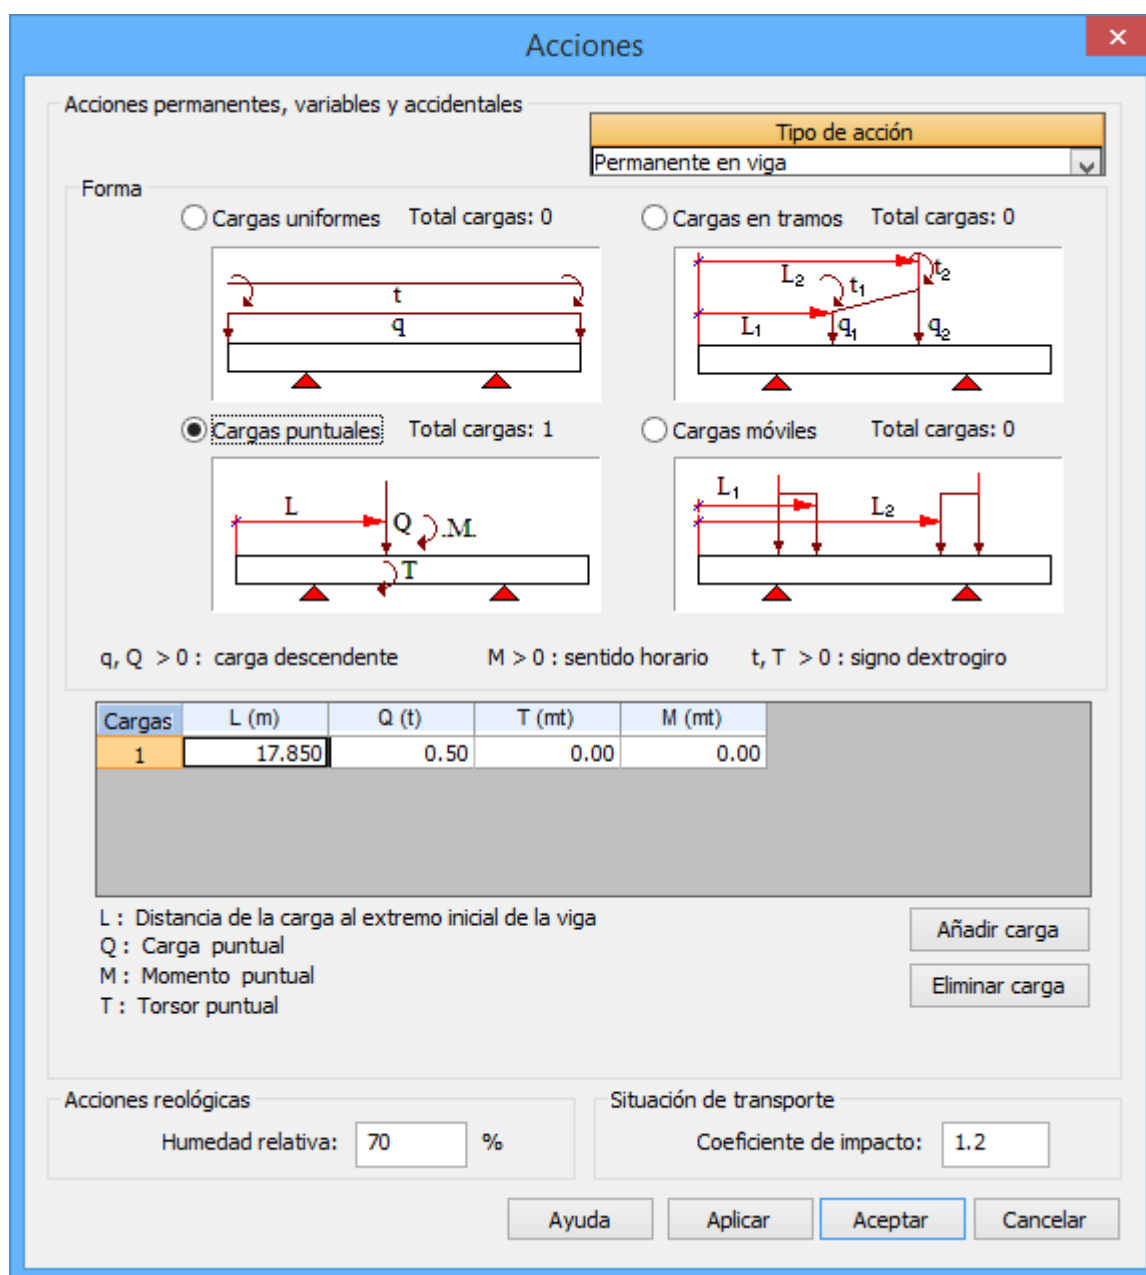 Acciones
Acciones permanentes, variables y accidentales
Tipo de acción
Permanente en viga
Forma
Cargas uniformes Total cargas: 0
Cargas en tramos Total cargas: 0
t
q
L₂ t₁ t₂
L₁ q₁ q₂
Cargas puntuales Total cargas: 1
Cargas móviles Total cargas: 0
L Q .M.
T
L₁
L₂
q, Q > 0 : carga descendente M > 0 : sentido horario t, T > 0 : signo dextrogiro
Cargas L (m) Q (t) T (mt) M (mt)
1 17.850 0.50 0.00 0.00
L : Distancia de la carga al extremo inicial de la viga
Q : Carga puntual
M : Momento puntual
T : Torsor puntual
Añadir carga
Eliminar carga
Acciones reológicas
Humedad relativa: 70 %
Situación de transporte
Coeficiente de impacto: 1.2
Ayuda Aplicar Aceptar Cancelar